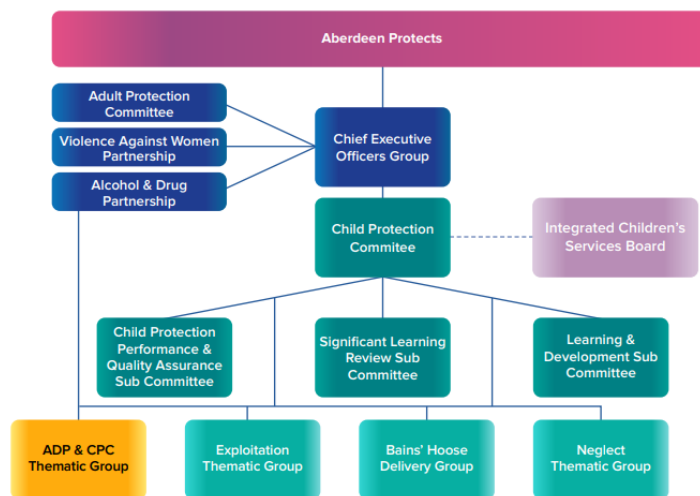 Aberdeen Protects
Adult Protection
Committee
Violence Against Women
Partnership
Alcohol & Drug
Partnership
Chief Executive
Officers Group
Child Protection
Commitee
Integrated Children's
Services Board
Child Protection
Performance &
Quality Assurance
Sub Committee
Significant Learning
Review Sub
Committee
Learning &
Development Sub
Committee
ADP & CPC
Thematic Group
Exploitation
Thematic Group
Bains' Hoose
Delivery Group
Neglect
Thematic Group